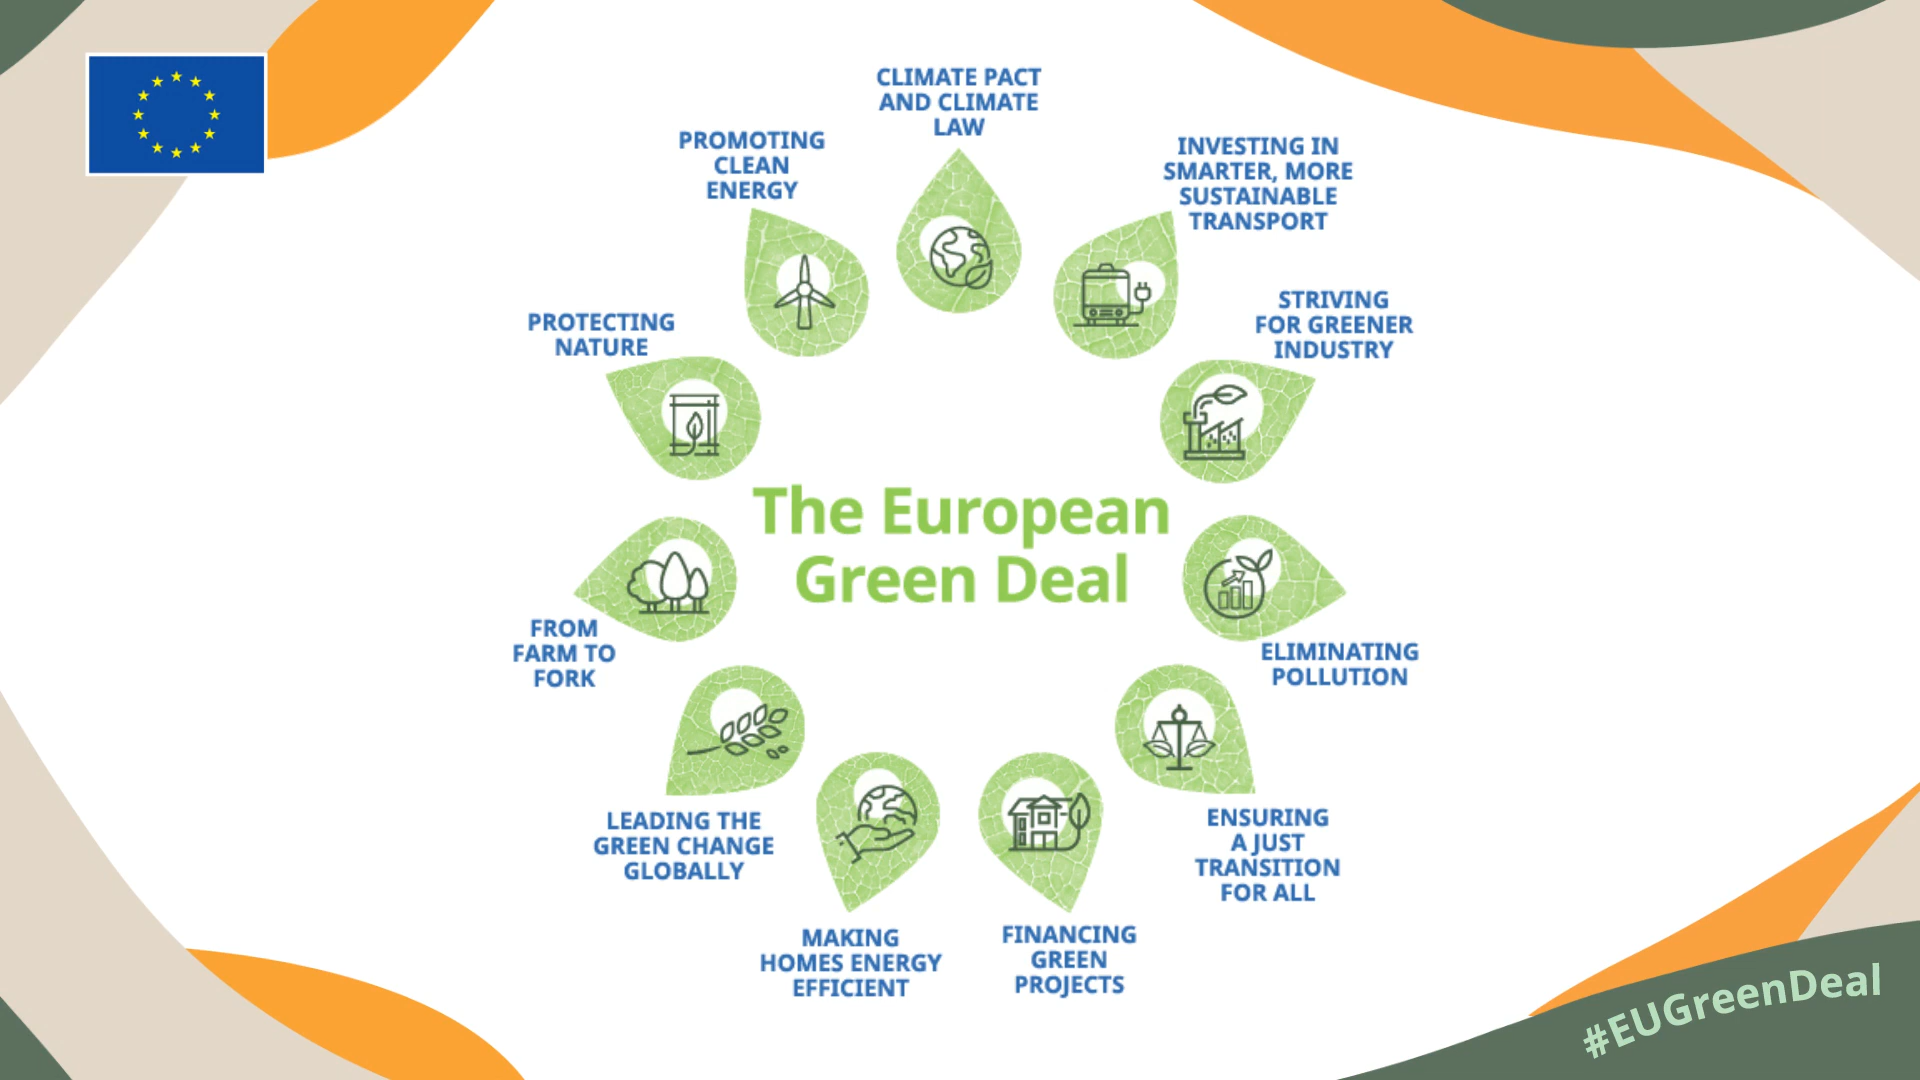 CLIMATE PACT
AND CLIMATE
LAW
PROMOTING
CLEAN
ENERGY
INVESTING IN
SMARTER, MORE
SUSTAINABLE
TRANSPORT
STRIVING
FOR GREENER
INDUSTRY
PROTECTING
NATURE
The European
Green Deal
FROM
FARM TO
FORK
ELIMINATING
POLLUTION
LEADING THE
GREEN CHANGE
GLOBALLY
ENSURING
A JUST
TRANSITION
FOR ALL
MAKING
HOMES ENERGY
EFFICIENT
FINANCING
GREEN
PROJECTS
#EUGreenDeal